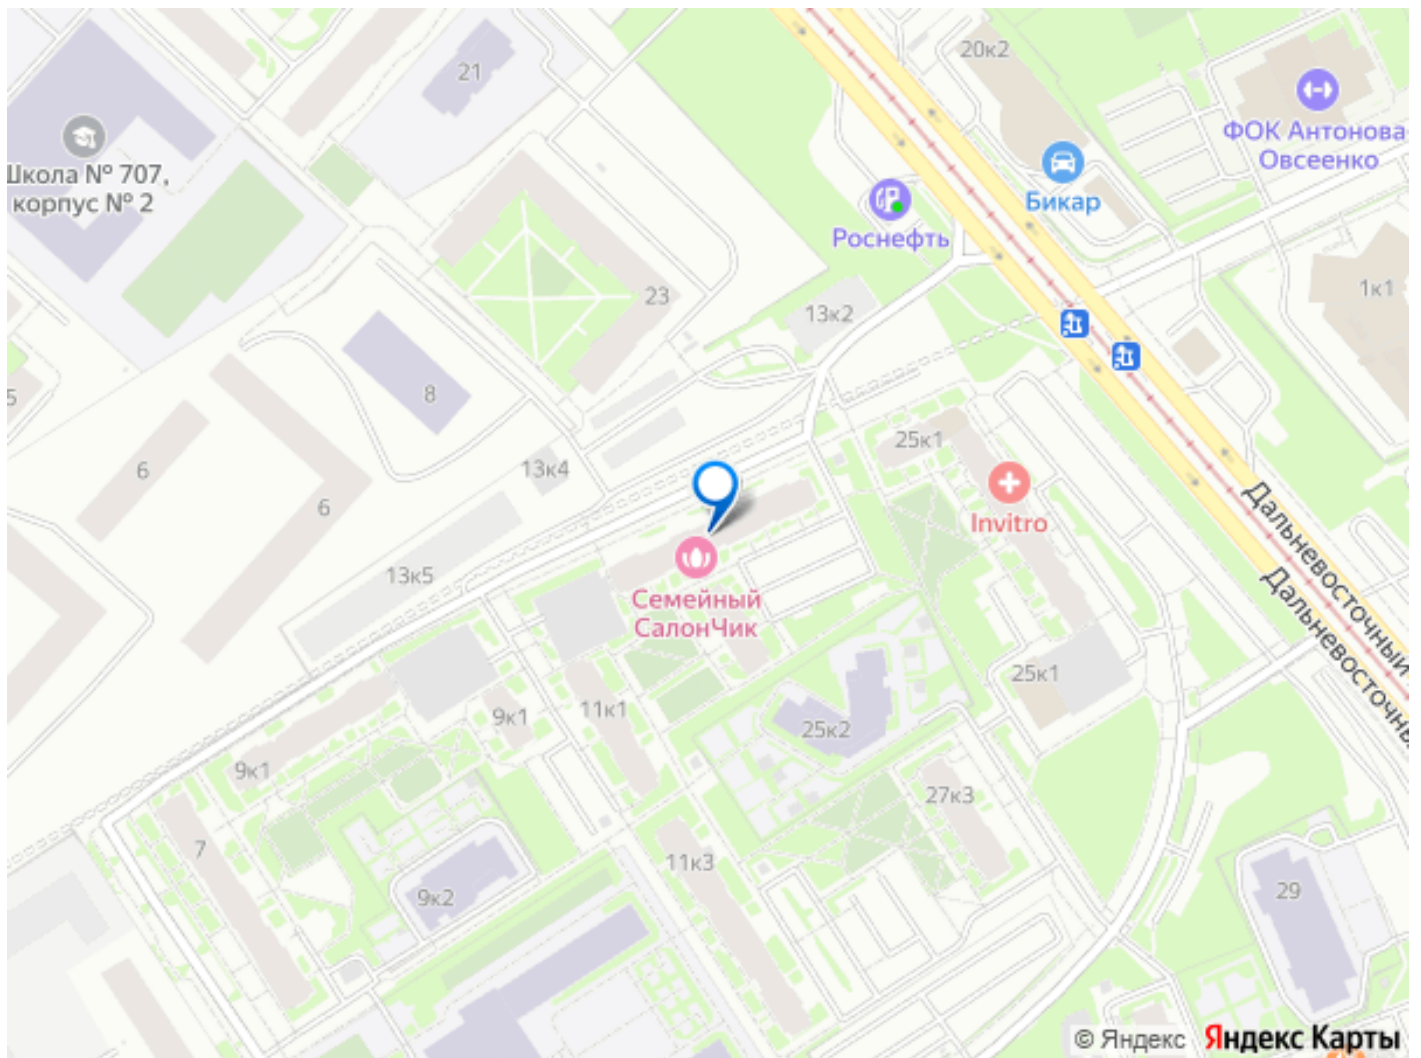 21
20к2
ФОК Антонова-
Овсеенко
Школа № 707,
корпус № 2
Бикар
Роснефть
23
13к2
1к1
8
5
6
6
25к1
13к4
Invitro
13к5
Семейный
СалонЧик
Дальневосточный
Дальневосточны
25к1
9к1
11к1
25к2
9к1
27к3
7
11к3
9к2
29
© Яндекс Яндекс Карты